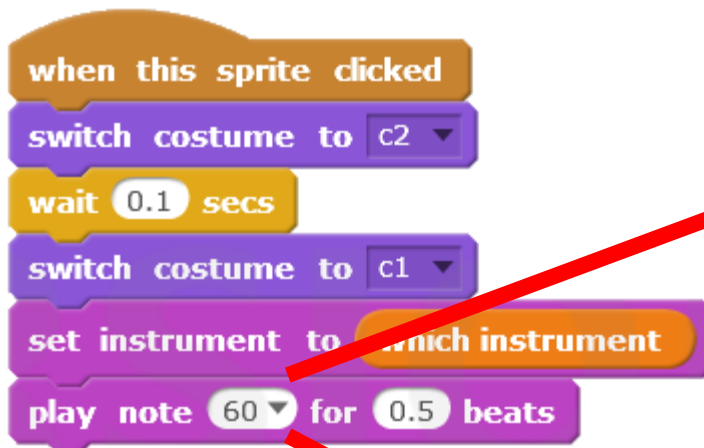 when this sprite clicked
switch costume to c2
wait 0.1 secs
switch costume to c1
set instrument to which instrument
play note 60 for 0.5 beats